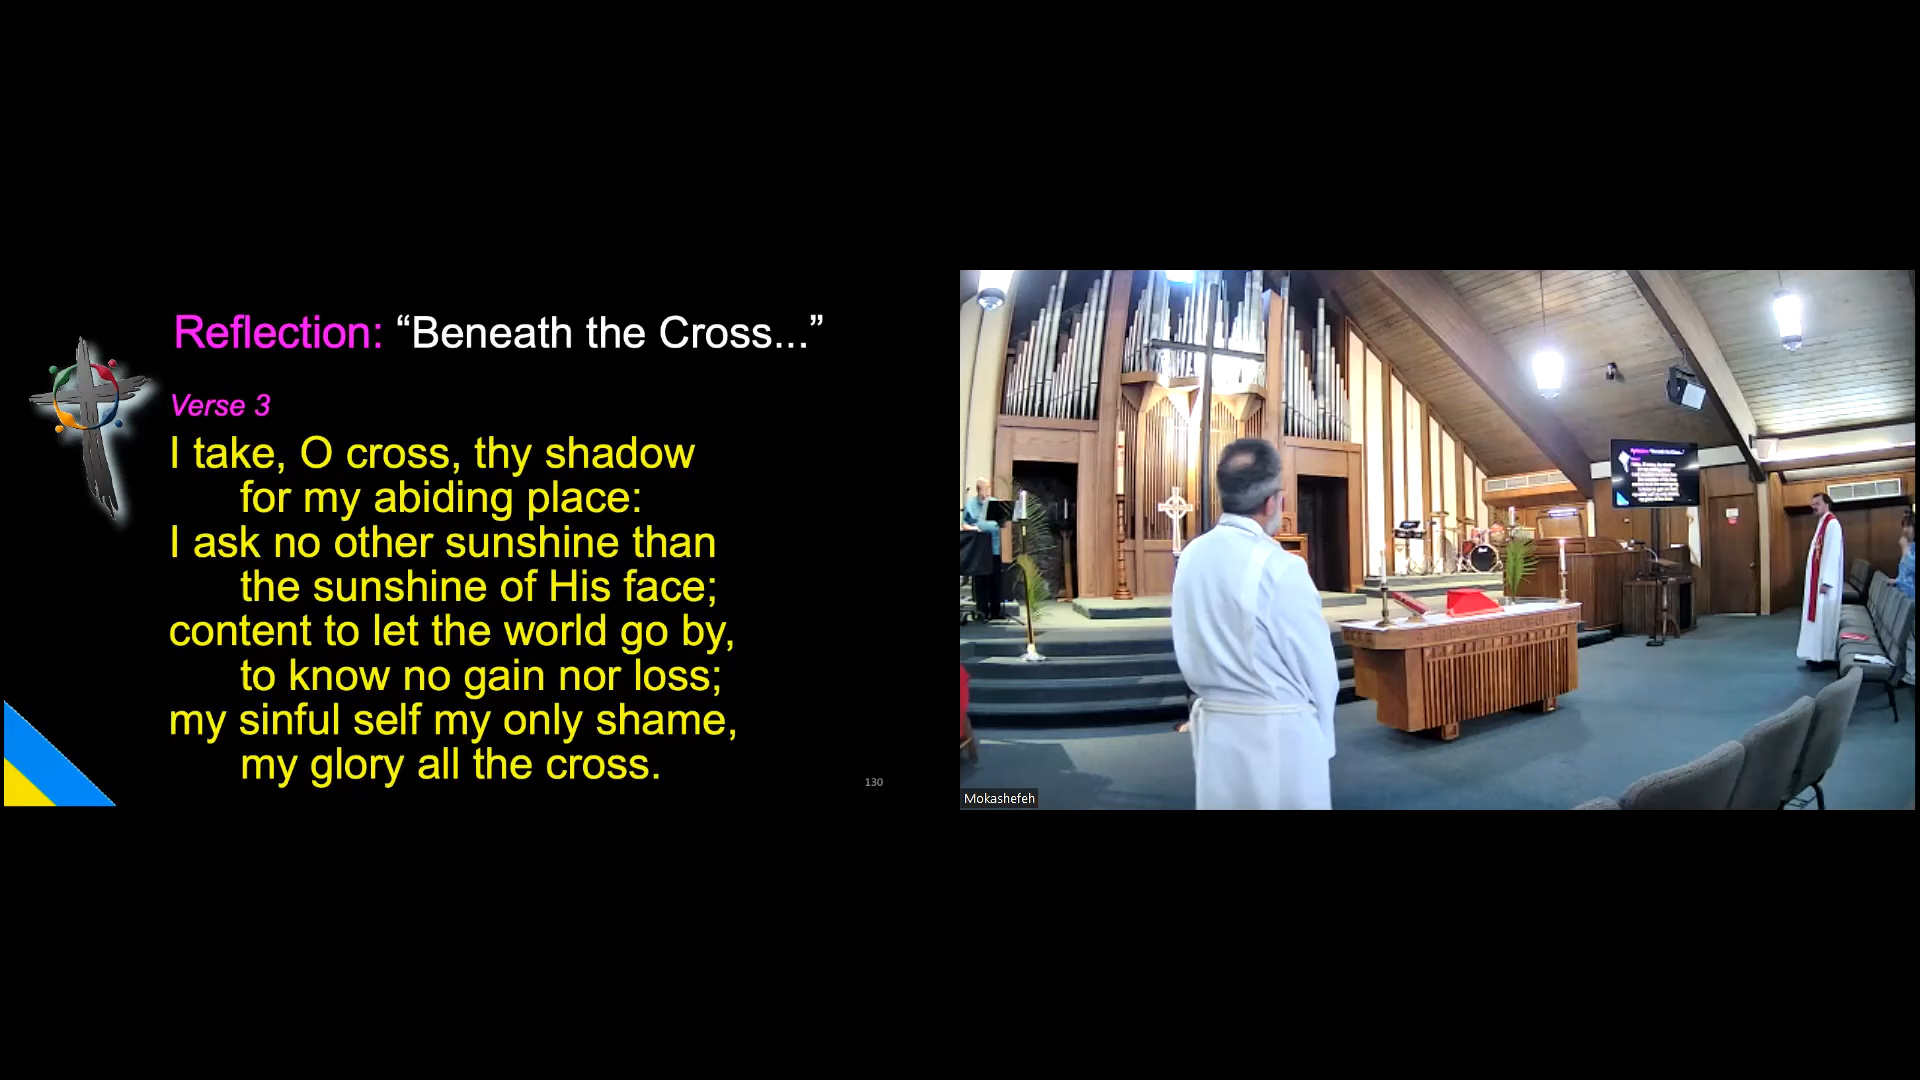 Reflection: “Beneath the Cross...”
Verse 3
I take, O cross, thy shadow
for my abiding place:
I ask no other sunshine than
the sunshine of His face;
content to let the world go by,
to know no gain nor loss;
my sinful self my only shame,
my glory all the cross.
130
Mokashefeh